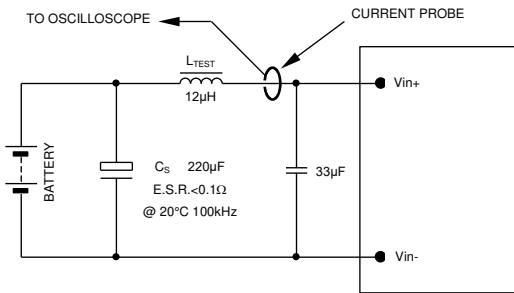 TO OSCILLOSCOPE
CURRENT PROBE
LTEST
12µH
Vin+
BATTERY
CS 220µF
E.S.R.<0.1Ω
@ 20°C 100kHz
33µF
Vin-